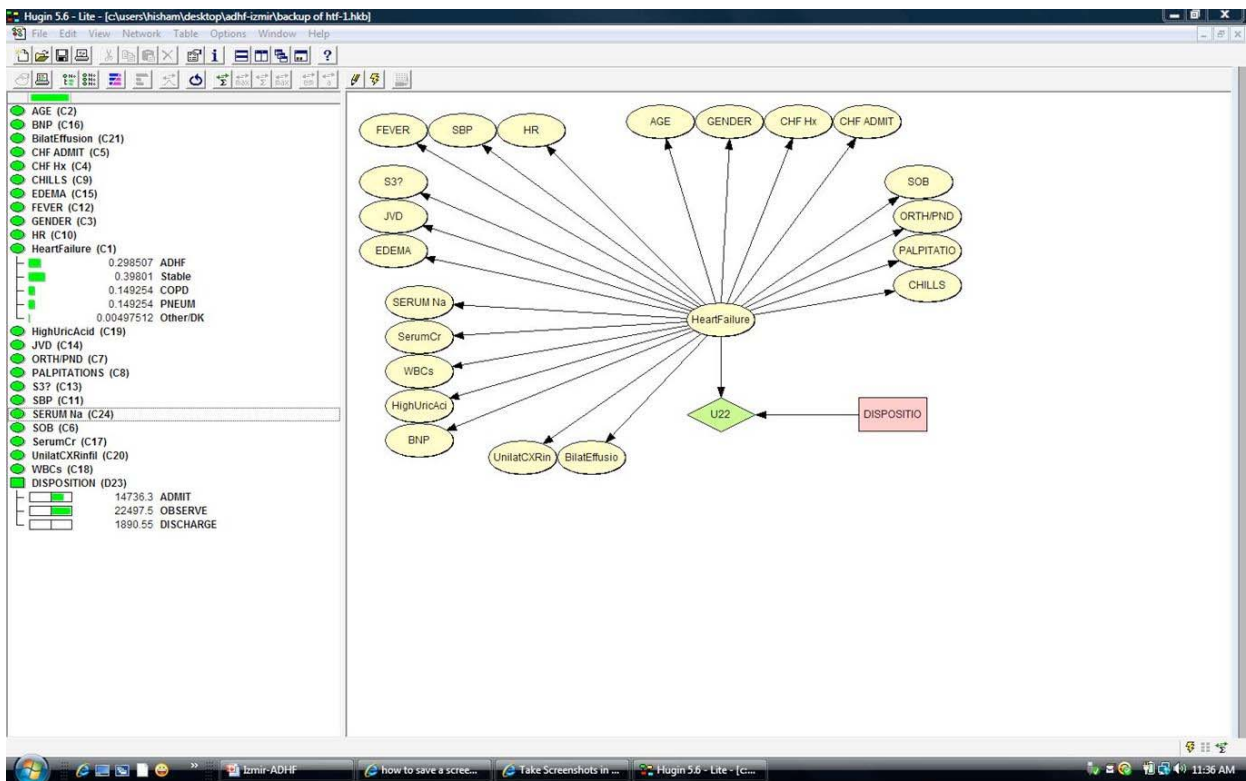 Hugin 5.6 - Lite - [c:\users\hisham\desktop\adhf-izmir\backup of htf-1.hkb]
File Edit View Network Table Options Window Help
AGE (C2)
BNP (C16)
BilatEffusion (C21)
CHF ADMIT (C5)
CHF Hx (C4)
CHILLS (C9)
EDEMA (C15)
FEVER (C12)
GENDER (C3)
HR (C10)
HeartFailure (C1)
0.298507 ADHF
0.39801 Stable
0.149254 COPD
0.149254 PNEUM
0.00497512 Other/DK
HighUricAcid (C19)
JVD (C14)
ORTH/PND (C7)
PALPITATIONS (C8)
S3? (C13)
SBP (C11)
SERUM Na (C24)
SOB (C6)
SerumCr (C17)
UnilatCXRinfil (C20)
WBCs (C18)
DISPOSITION (D23)
14736.3 ADMIT
22497.5 OBSERVE
1890.55 DISCHARGE
FEVER SBP HR
AGE GENDER CHF Hx CHF ADMIT
S3?
JVD
EDEMA
SOB
ORTH/PND
PALPITATIO
CHILLS
SERUM Na
SerumCr
WBCs
HighUricAci
BNP
HeartFailure
UnilatCXRin BilatEffusio
U22
DISPOSITIO
Izmir-ADHF
how to save a scree...
Take Screenshots in ...
Hugin 5.6 - Lite - [c:...
11:36 AM